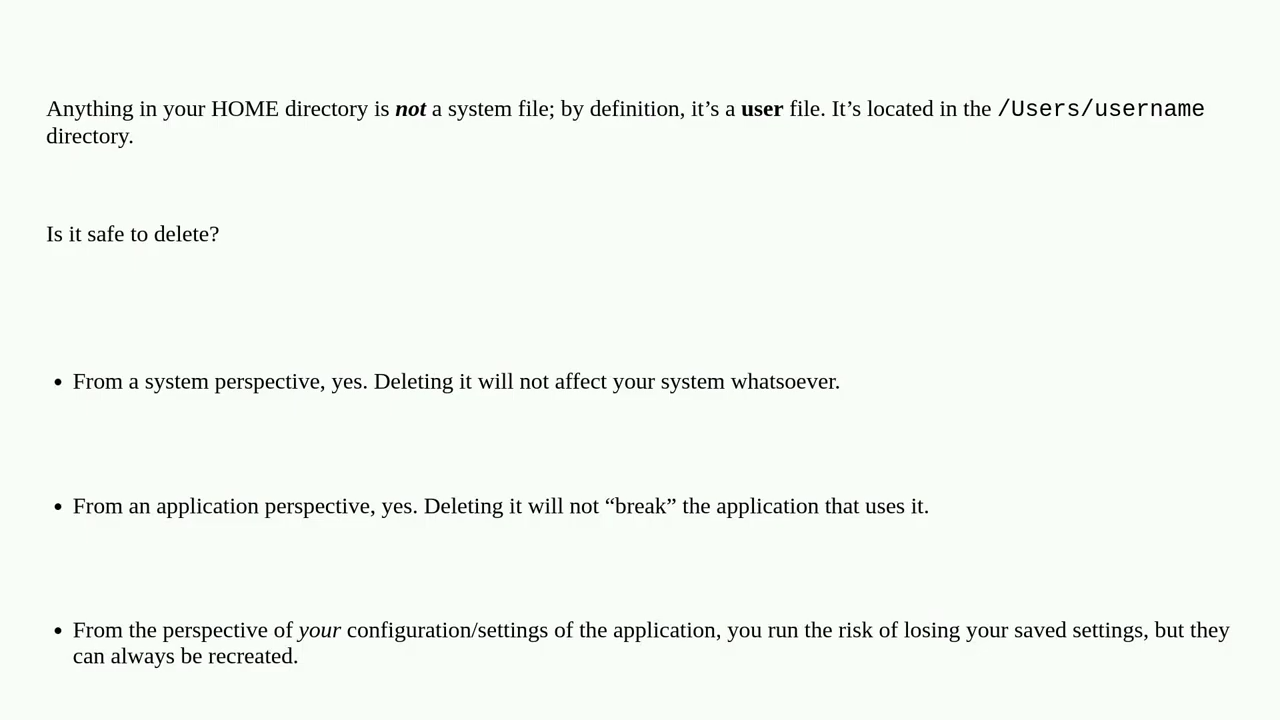 Anything in your HOME directory is not a system file; by definition, it’s a user file. It’s located in the /Users/username
directory.
Is it safe to delete?
• From a system perspective, yes. Deleting it will not affect your system whatsoever.
• From an application perspective, yes. Deleting it will not “break” the application that uses it.
• From the perspective of your configuration/settings of the application, you run the risk of losing your saved settings, but they
can always be recreated.